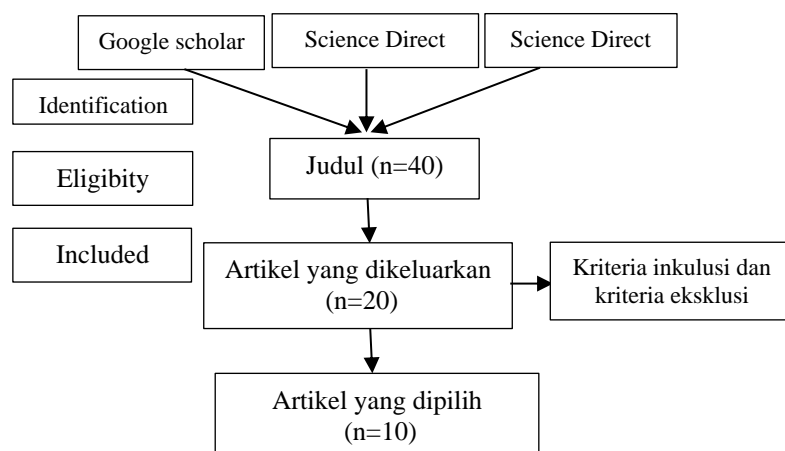 Google scholar
Science Direct
Science Direct
Identification
Judul (n=40)
Eligibity
Included
Artikel yang dikeluarkan
(n=20)
Kriteria inkulusi dan
kriteria eksklusi
Artikel yang dipilih
(n=10)